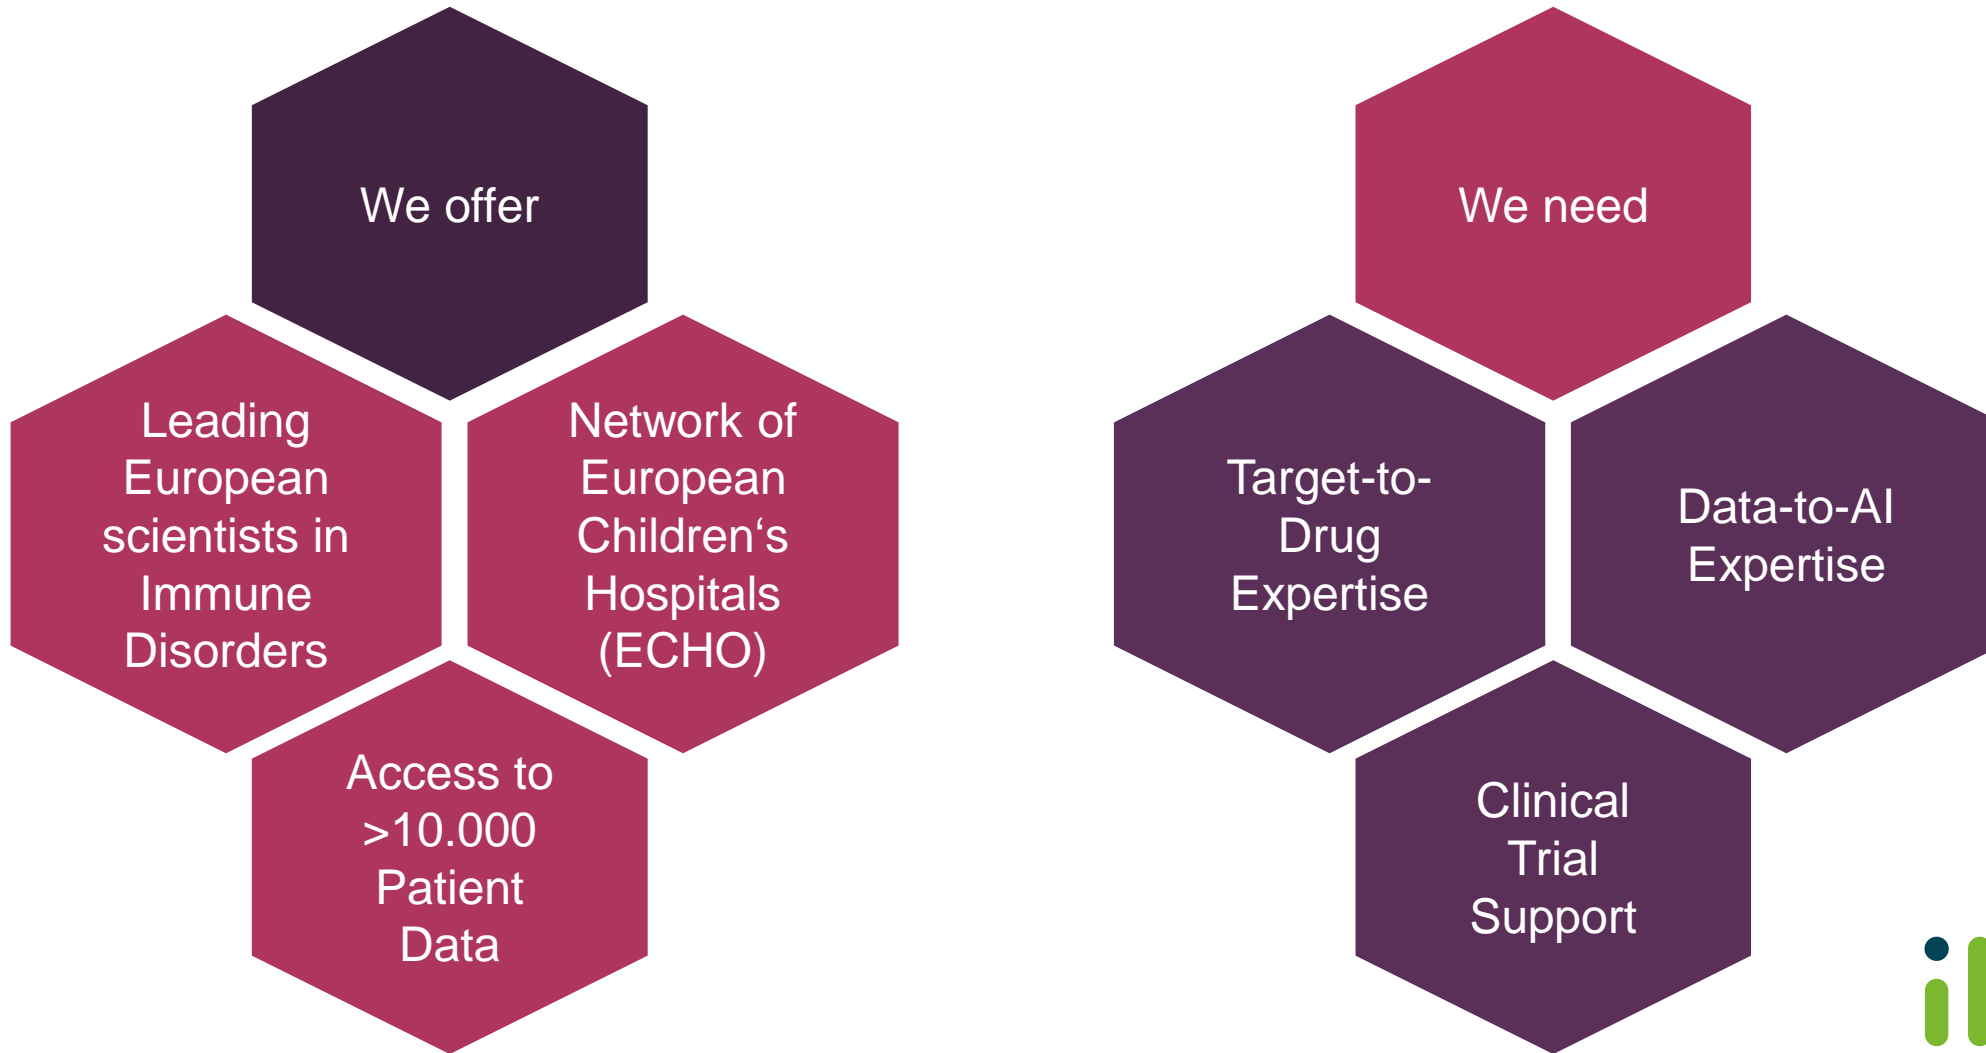 We offer
Leading
European
scientists in
Immune
Disorders
Network of
European
Children‘s
Hospitals
(ECHO)
Access to
>10.000
Patient
Data
We need
Target-to-
Drug
Expertise
Data-to-AI
Expertise
Clinical
Trial
Support